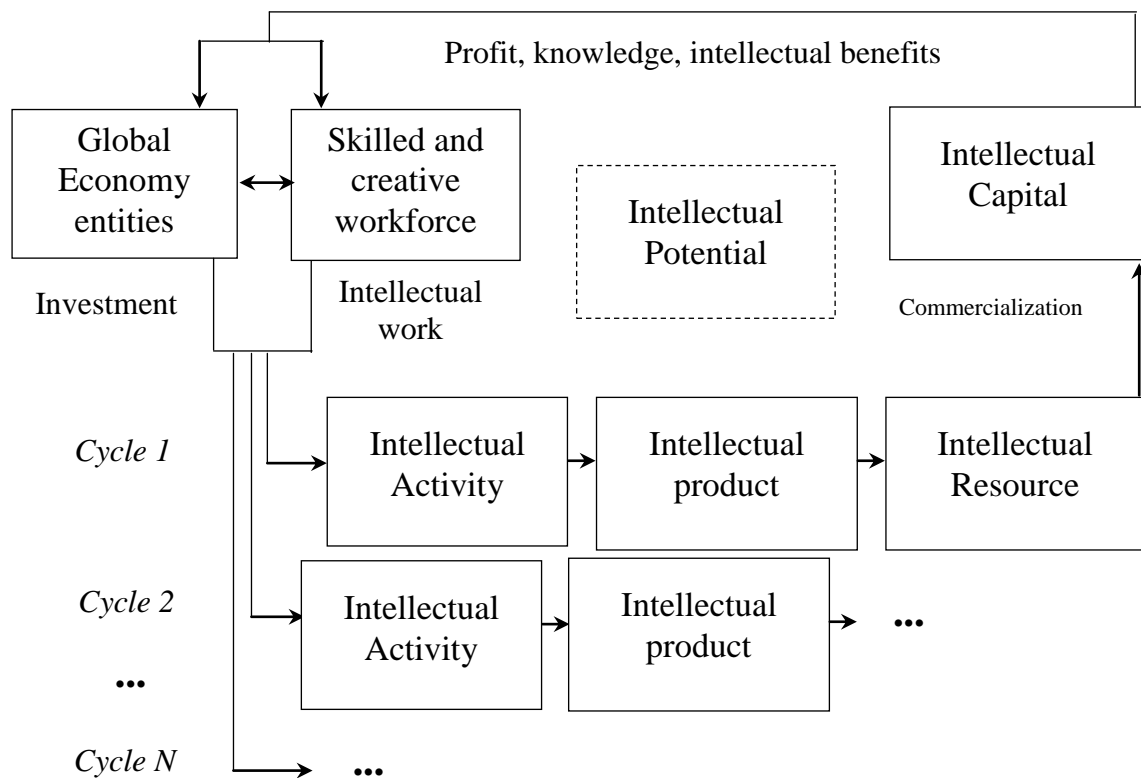 Profit, knowledge, intellectual benefits
Global
Economy
entities
Skilled and
creative
workforce
Intellectual
Potential
Intellectual
Capital
Investment
Intellectual
work
Commercialization
Cycle 1
Intellectual
Activity
Intellectual
product
Intellectual
Resource
Cycle 2
Intellectual
Activity
Intellectual
product
...
...
Cycle N
...